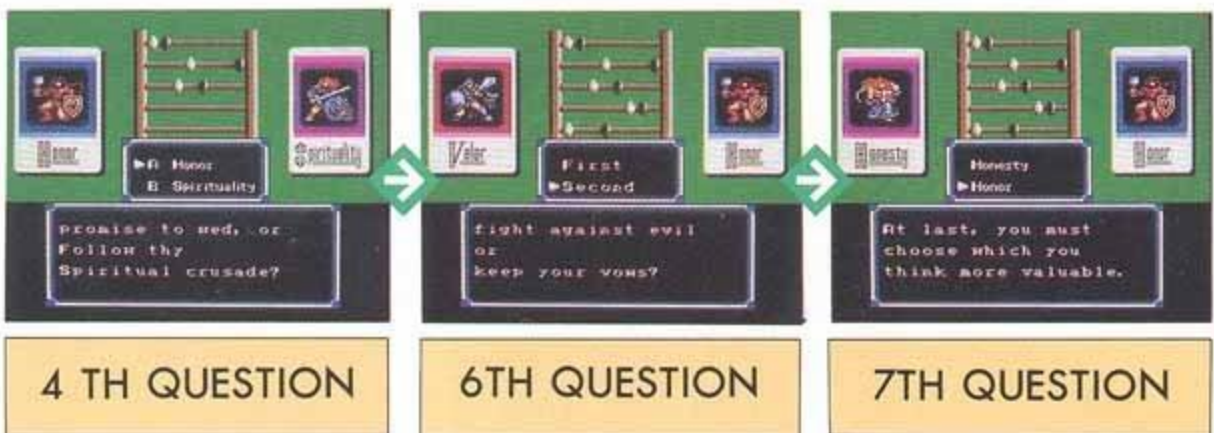 Honor
Spirituality
▶A Honor
B Spirituality
promise to wed, or
Follow thy
Spiritual crusade?
Valor
Honor
First
▶Second
fight against evil
or
keep your vows?
Honesty
Honor
Honesty
▶Honor
At last, you must
choose which you
think more valuable.
4 TH QUESTION
6TH QUESTION
7TH QUESTION